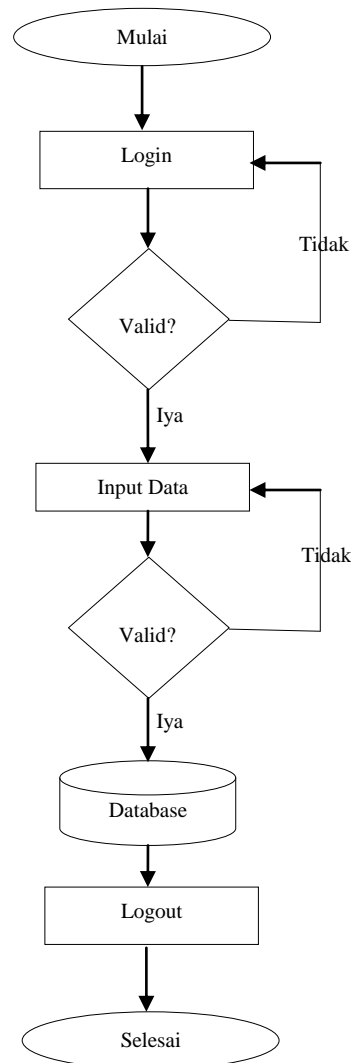 Mulai
Login
Tidak
Valid?
Iya
Input Data
Tidak
Valid?
Iya
Database
Logout
Selesai